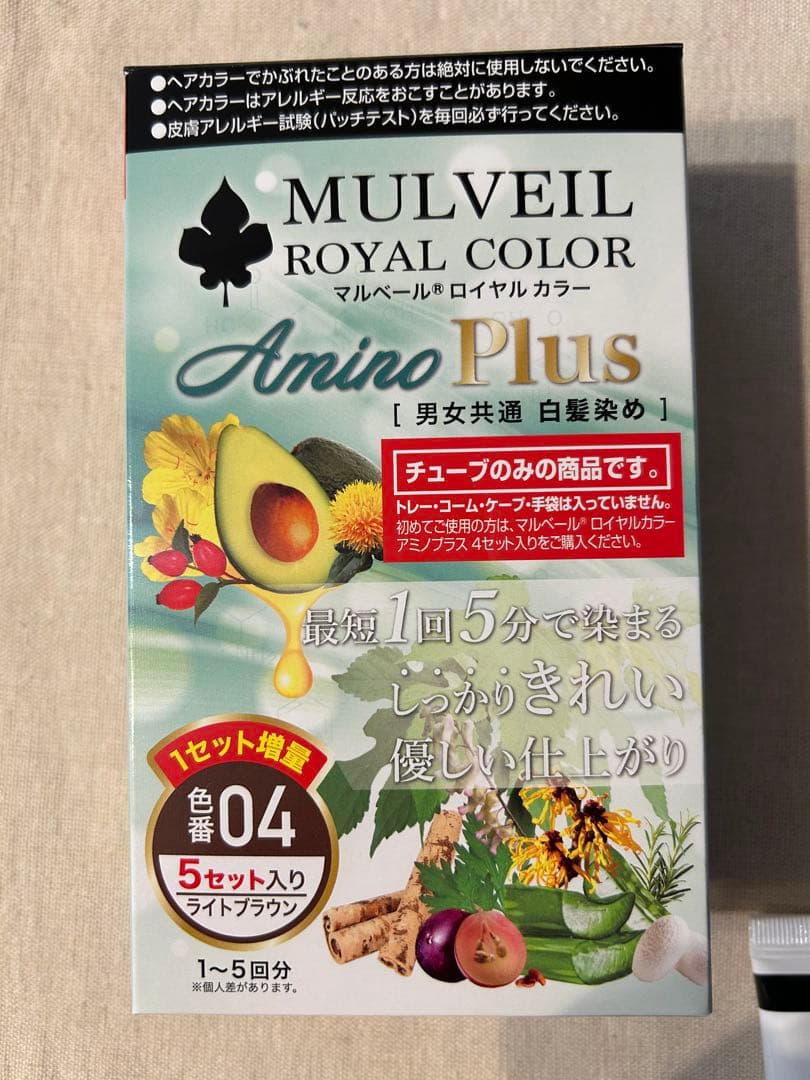 ●ヘアカラーでかぶれたことのある方は絶対に使用しないでください。
●ヘアカラーはアレルギー反応をおこすことがあります。
●皮膚アレルギー試験(パッチテスト)を毎回必ず行ってください。
MULVEIL
ROYAL COLOR
マルベール® ロイヤル カラー
Amino Plus
[ 男女共通 白髪染め ]
チューブのみの商品です。
トレー・コーム・ケープ・手袋は入っていません。
初めてご使用の方は、マルベール® ロイヤルカラー
アミノプラス 4セット入りをご購入ください。
最短1回5分で染まる
しっかりきれい
優しい仕上がり
1セット増量
色番04
5セット入り
ライトブラウン
1〜5回分
※個人差があります。